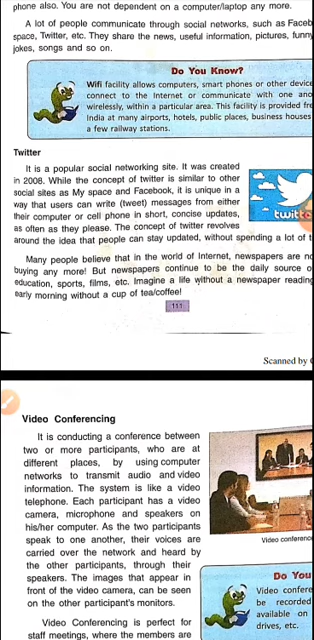 phone also. You are not dependent on a computer/laptop any more.
A lot of people communicate through social networks, such as Faceb
space, Twitter, etc. They share the news, useful information, pictures, funny
jokes, songs and so on.
Do You Know?
Wifi facility allows computers, smart phones or other device
connect to the Internet or communicate with one ano
wirelessly, within a particular area. This facility is provided fre
India at many airports, hotels, public places, business houses
a few railway stations.
Twitter
It is a popular social networking site. It was created
in 2006. While the concept of twitter is similar to other
social sites as My space and Facebook, it is unique in a
way that users can write (tweet) messages from either
their computer or cell phone in short, concise updates,
as often as they please. The concept of twitter revolves
around the idea that people can stay updated, without spending a lot of t
twitte
Many people believe that in the world of Internet, newspapers are no
buying any more! But newspapers continue to be the daily source o
education, sports, films, etc. Imagine a life without a newspaper reading
early morning without a cup of tea/coffee!
111
Scanned by
Video Conferencing
It is conducting a conference between
two or more participants, who are at
different places, by using computer
networks to transmit audio and video
information. The system is like a video
telephone. Each participant has a video
camera, microphone and speakers on
his/her computer. As the two participants
speak to one another, their voices are
carried over the network and heard by
the other participants, through their
speakers. The images that appear in
front of the video camera, can be seen
on the other participant's monitors.
Video Conferencing is perfect for
staff meetings, where the members are
Video conferenc
Do You
Video confere
be recorded
available on
drives, etc.